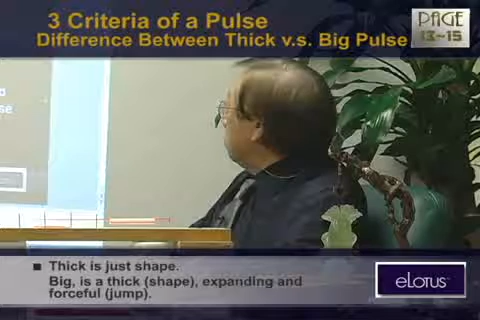 3 Criteria of a Pulse
Difference Between Thick v.s. Big Pulse
PAGE
13~15
Thick is just shape.
Big, is a thick (shape), expanding and
forceful (jump).
eLotus